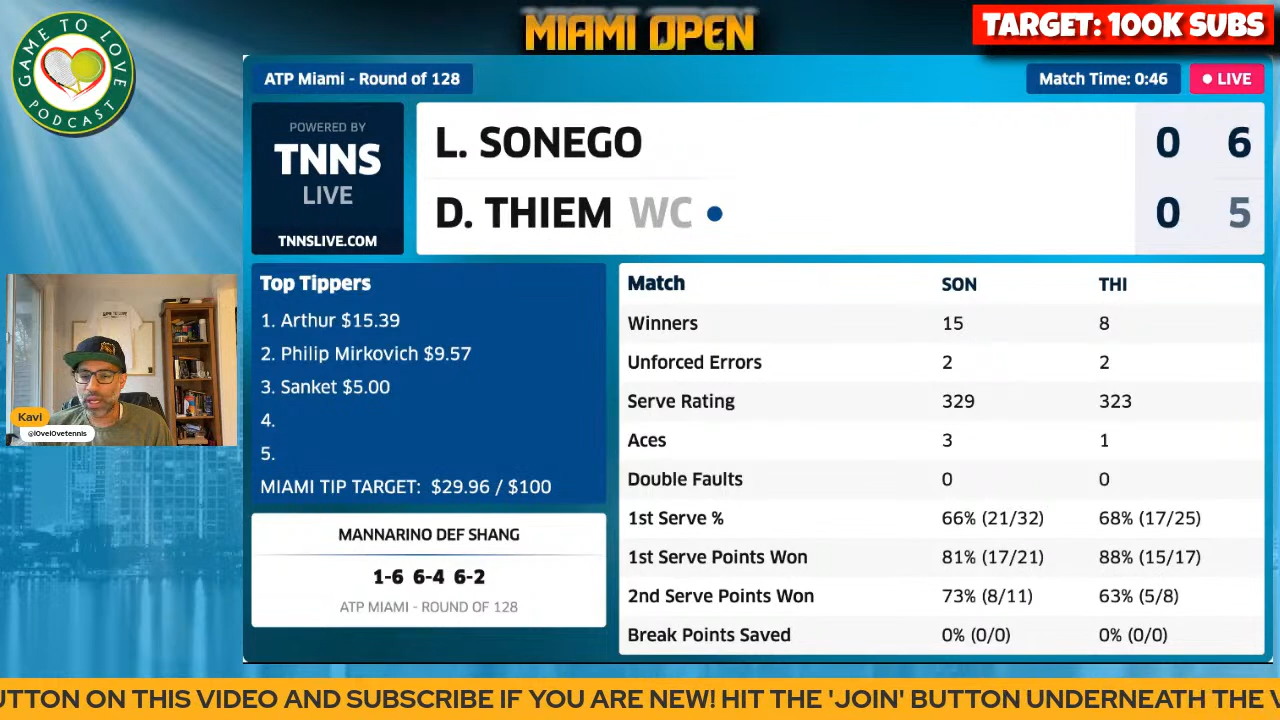 GAME TO LOVE
PODCAST
MIAMI OPEN
TARGET: 100K SUBS
ATP Miami - Round of 128
Match Time: 0:46
LIVE
POWERED BY
TNNS
LIVE
TNNSLIVE.COM
L. SONEGO 0 6
D. THIEM WC 0 5
Top Tippers
1. Arthur $15.39
2. Philip Mirkovich $9.57
3. Sanket $5.00
4.
5.
MIAMI TIP TARGET: $29.96 / $100
MANNARINO DEF SHANG
1-6 6-4 6-2
ATP MIAMI - ROUND OF 128
Match SON THI
Winners 15 8
Unforced Errors 2 2
Serve Rating 329 323
Aces 3 1
Double Faults 0 0
1st Serve % 66% (21/32) 68% (17/25)
1st Serve Points Won 81% (17/21) 88% (15/17)
2nd Serve Points Won 73% (8/11) 63% (5/8)
Break Points Saved 0% (0/0) 0% (0/0)
Kavi
@l0vel0vetennis
UTTON ON THIS VIDEO AND SUBSCRIBE IF YOU ARE NEW! HIT THE 'JOIN' BUTTON UNDERNEATH THE V